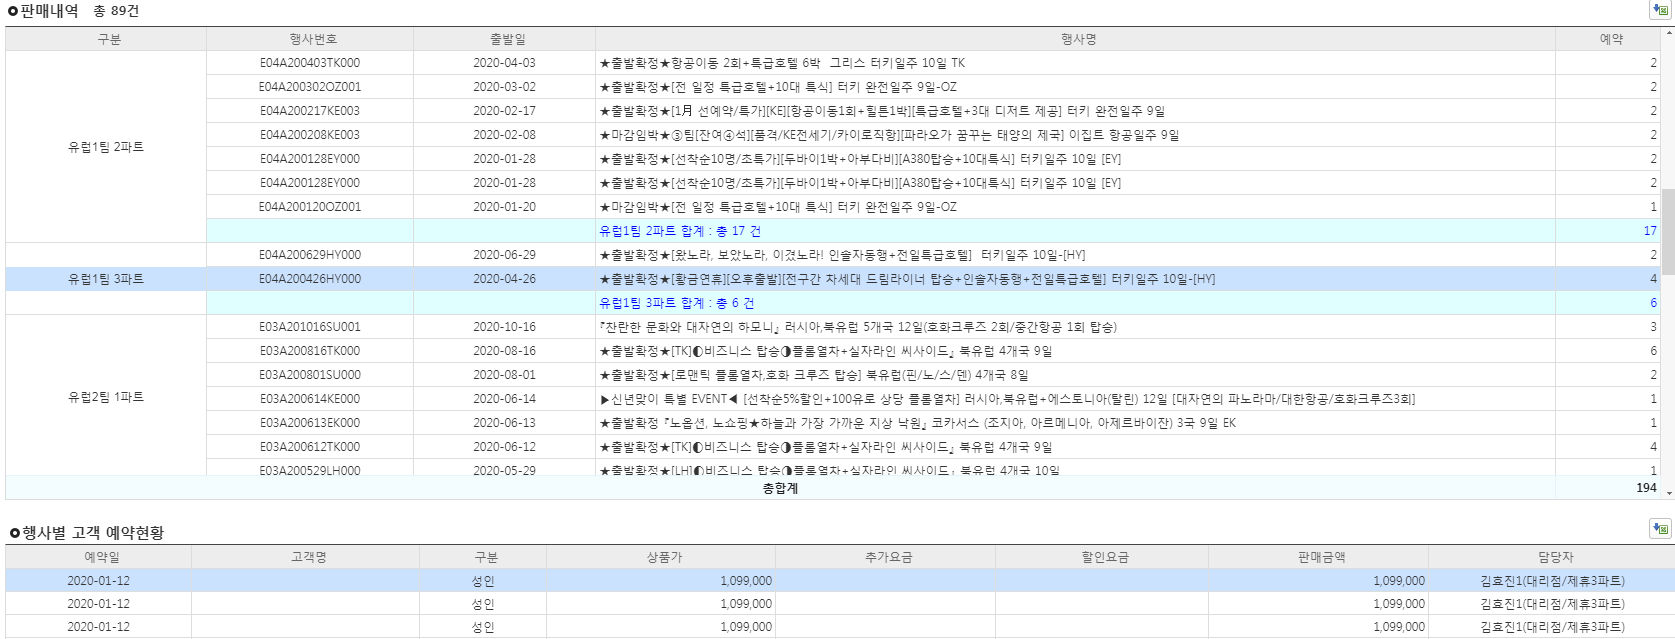 판매내역 총 89건
구분 행사번호 출발일 행사명 예약
E04A200403TK000 2020-04-03 ★출발확정★항공이동 2회+특급호텔 6박 그리스 터키일주 10일 TK 2
E04A200302OZ001 2020-03-02 ★출발확정★[전 일정 특급호텔+10대 특식] 터키 완전일주 9일-OZ 2
E04A200217KE003 2020-02-17 ★출발확정★[1月 선예약/특가][KE][항공이동1회+힐튼1박][특급호텔+3대 디저트 제공] 터키 완전일주 9일 2
유럽1팀 2파트 E04A200208KE003 2020-02-08 ★마감임박★③팀[잔여④석][품격/KE전세기/카이로직항][파라오가 꿈꾸는 태양의 제국] 이집트 항공일주 9일 2
E04A200128EY000 2020-01-28 ★출발확정★[선착순10명/초특가][두바이1박+아부다비][A380탑승+10대특식] 터키일주 10일 [EY] 2
E04A200128EY000 2020-01-28 ★출발확정★[선착순10명/초특가][두바이1박+아부다비][A380탑승+10대특식] 터키일주 10일 [EY] 2
E04A200120OZ001 2020-01-20 ★마감임박★[전 일정 특급호텔+10대 특식] 터키 완전일주 9일-OZ 1
유럽1팀 2파트 합계 : 총 17 건 17
E04A200629HY000 2020-06-29 ★출발확정★[왔노라, 보았노라, 이겼노라! 인솔자동행+전일특급호텔] 터키일주 10일-[HY] 2
유럽1팀 3파트 E04A200426HY000 2020-04-26 ★출발확정★[황금연휴][오후출발][전구간 차세대 드림라이너 탑승+인솔자동행+전일특급호텔] 터키일주 10일-[HY] 4
유럽1팀 3파트 합계 : 총 6 건 6
E03A201016SU001 2020-10-16 『찬란한 문화와 대자연의 하모니』 러시아,북유럽 5개국 12일(호화크루즈 2회/중간항공 1회 탑승) 3
E03A200816TK000 2020-08-16 ★출발확정★[TK]◐비즈니스 탑승◑플롬열차+실자라인 씨사이드』 북유럽 4개국 9일 6
E03A200801SU000 2020-08-01 ★출발확정★[로맨틱 플롬열차,호화 크루즈 탑승] 북유럽(핀/노/스/덴) 4개국 8일 2
유럽2팀 1파트 E03A200614KE000 2020-06-14 ▶신년맞이 특별 EVENT◀ [선착순5%할인+100유로 상당 플롬열차] 러시아,북유럽+에스토니아(탈린) 12일 [대자연의 파노라마/대한항공/호화크루즈3회] 1
E03A200613EK000 2020-06-13 ★출발확정 『노옵션, 노쇼핑★하늘과 가장 가까운 지상 낙원』 코카서스 (조지아, 아르메니아, 아제르바이잔) 3국 9일 EK 1
E03A200612TK000 2020-06-12 ★출발확정★[TK]◐비즈니스 탑승◑플롬열차+실자라인 씨사이드』 북유럽 4개국 9일 4
E03A200529LH000 2020-05-29 ★출발확정★[LH]◐비즈니스 탑승◑플롬열차+실자라인 씨사이드』 북유럽 4개국 10일 1
총합계 194
행사별 고객 예약현황
예약일 고객명 구분 상품가 추가요금 할인요금 판매금액 담당자
2020-01-12 성인 1,099,000 1,099,000 김효진1(대리점/제휴3파트)
2020-01-12 성인 1,099,000 1,099,000 김효진1(대리점/제휴3파트)
2020-01-12 성인 1,099,000 1,099,000 김효진1(대리점/제휴3파트)